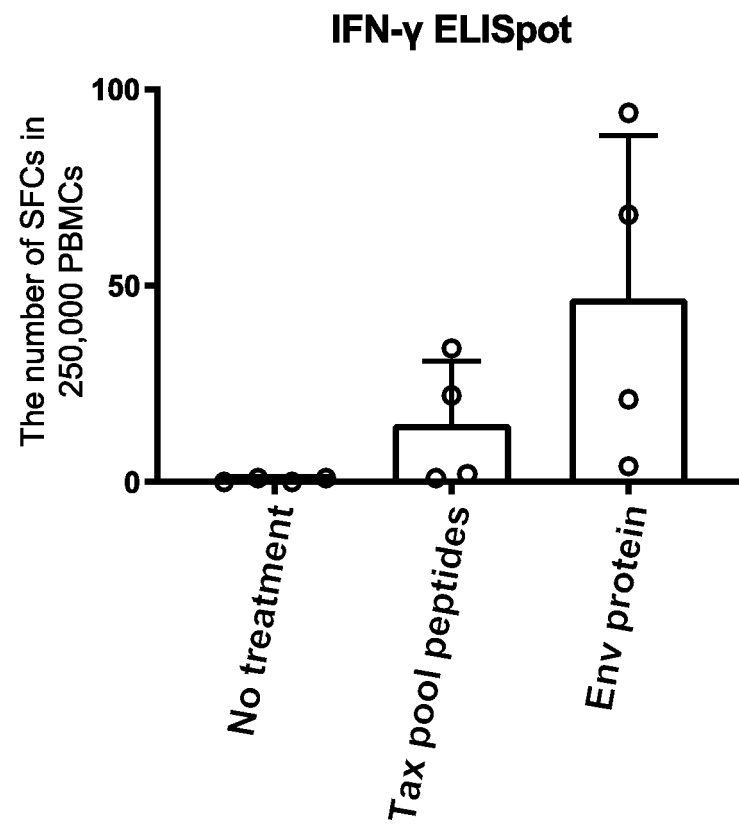 IFN-γ ELISpot
The number of SFCs in
250,000 PBMCs
100
50
0
No treatment
Tax pool peptides
Env protein